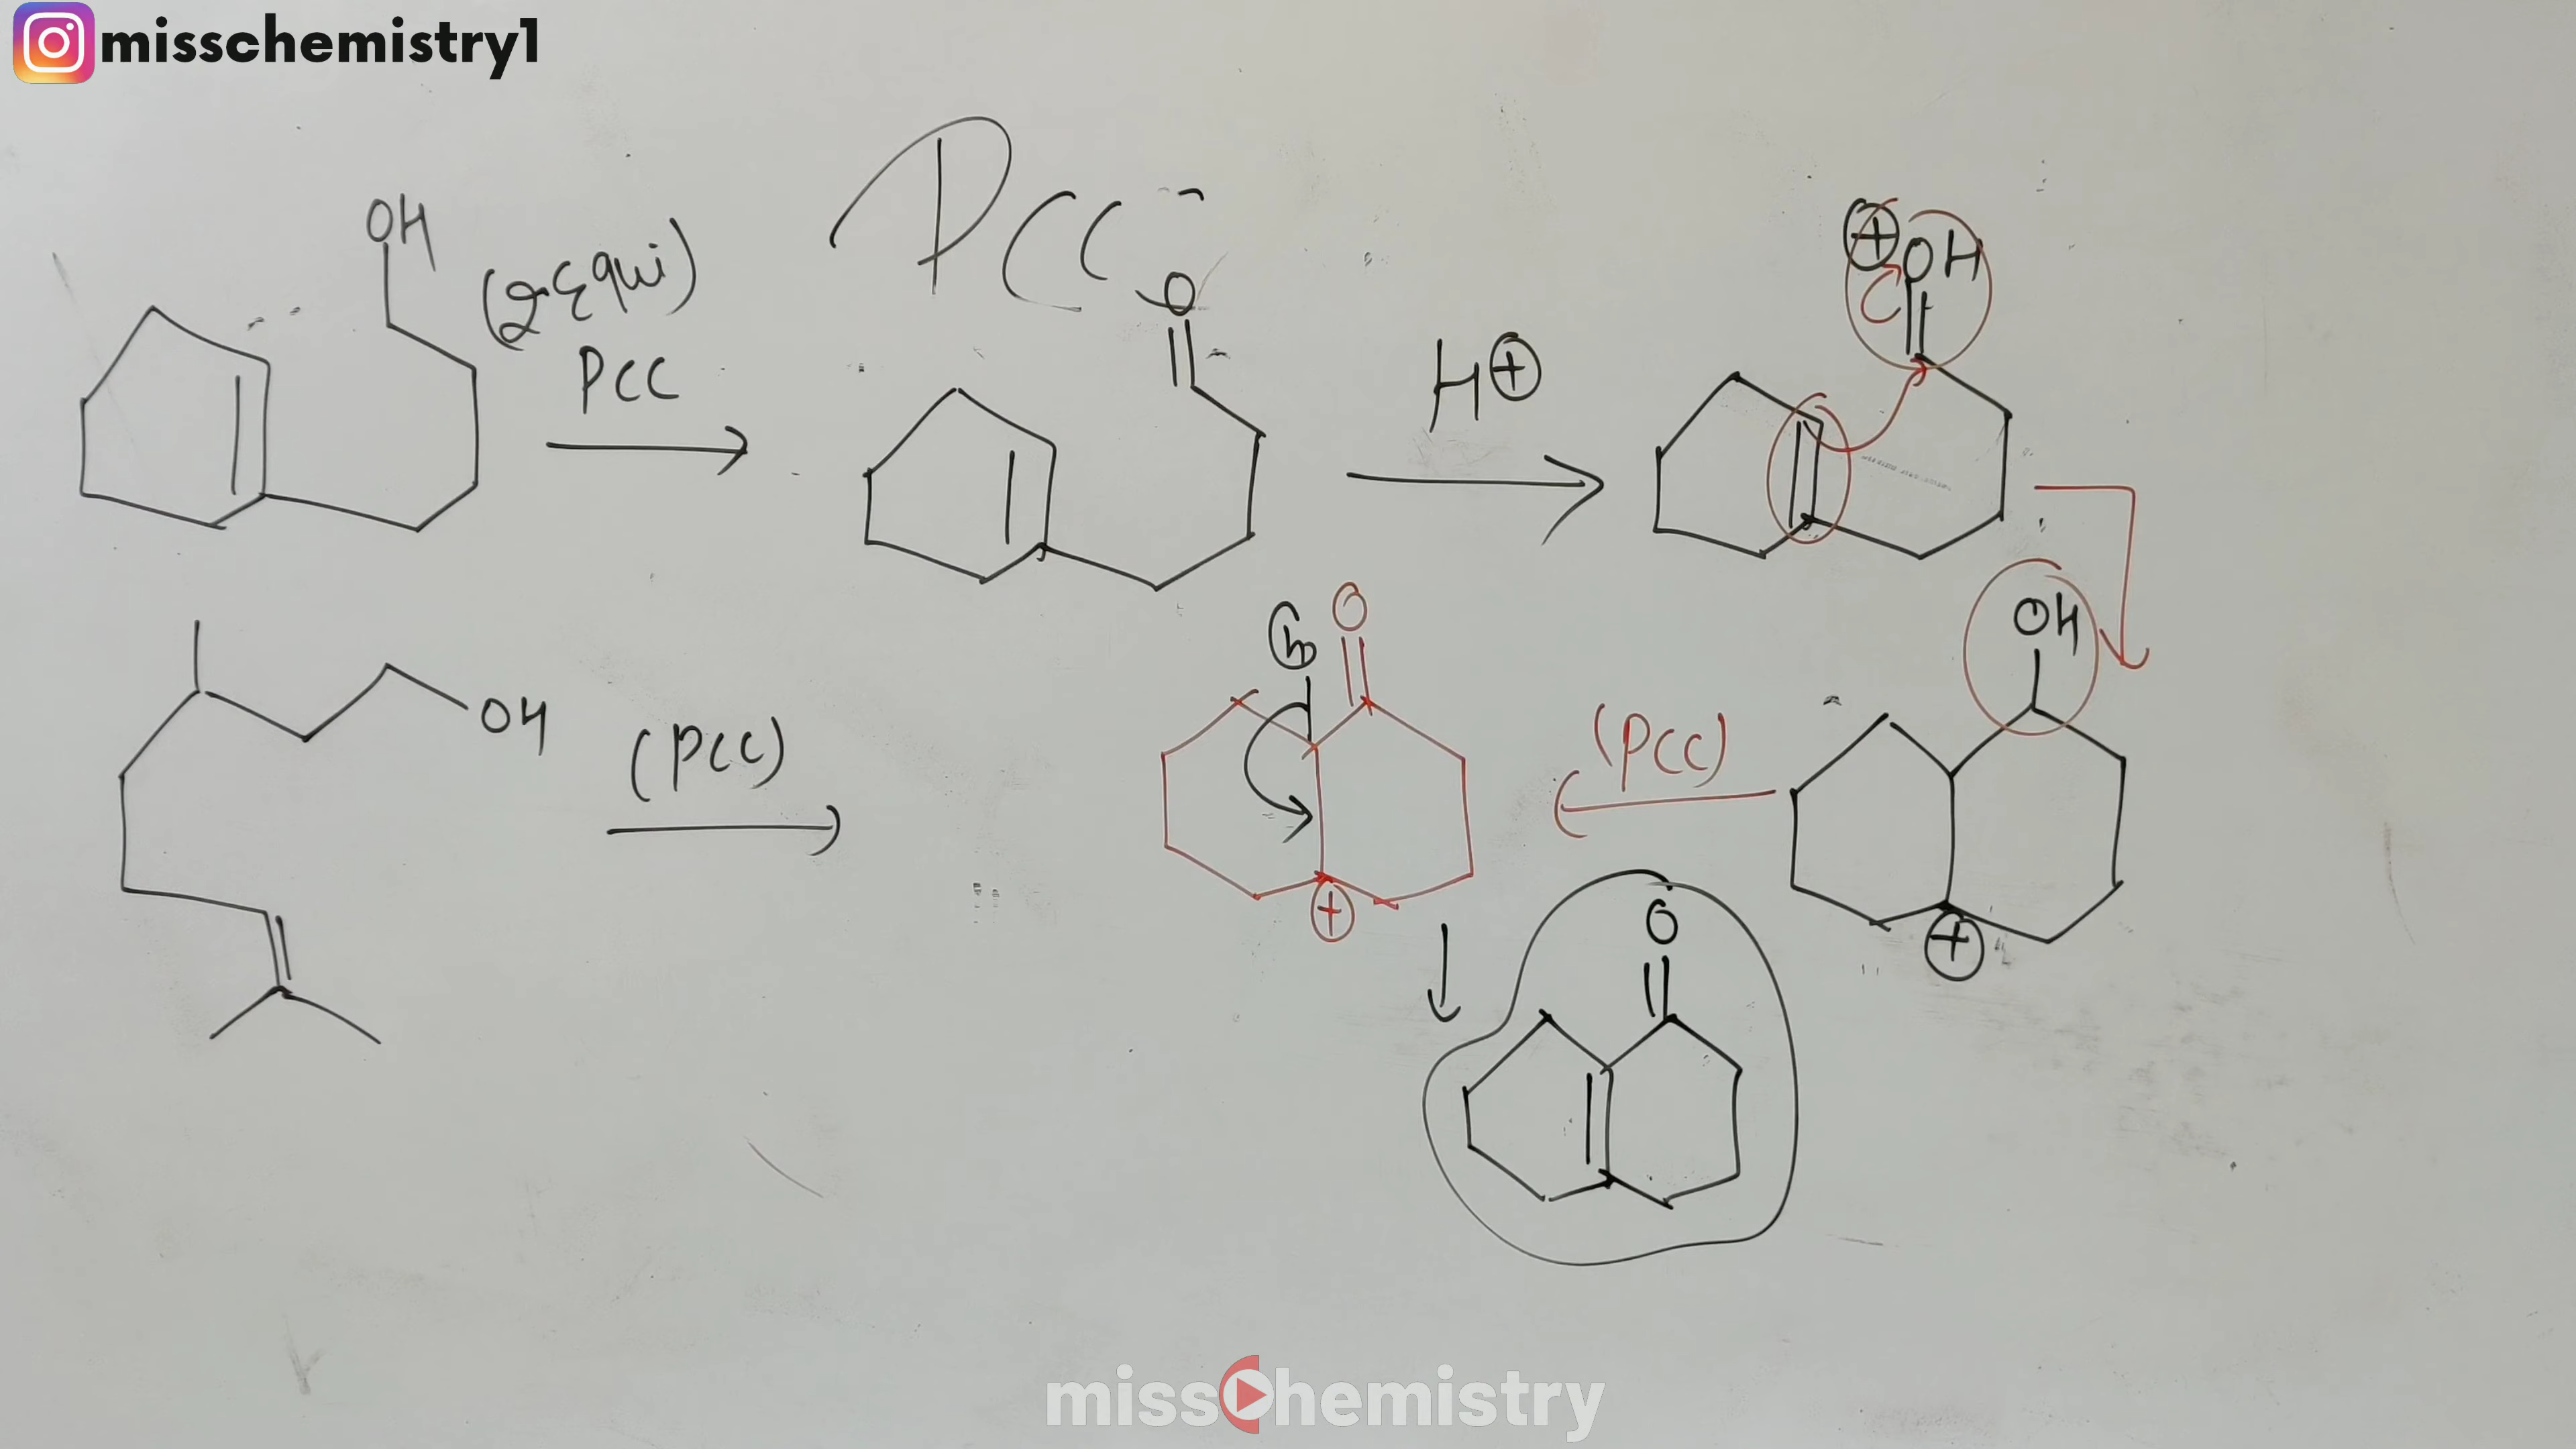 misschemistry1
OH
(2 Equi)
PCC
PCC
O
H⊕
⊕
OH
OH
(PCC)
H
O
(PCC)
OH
⊕
⊕
O
misschemistry